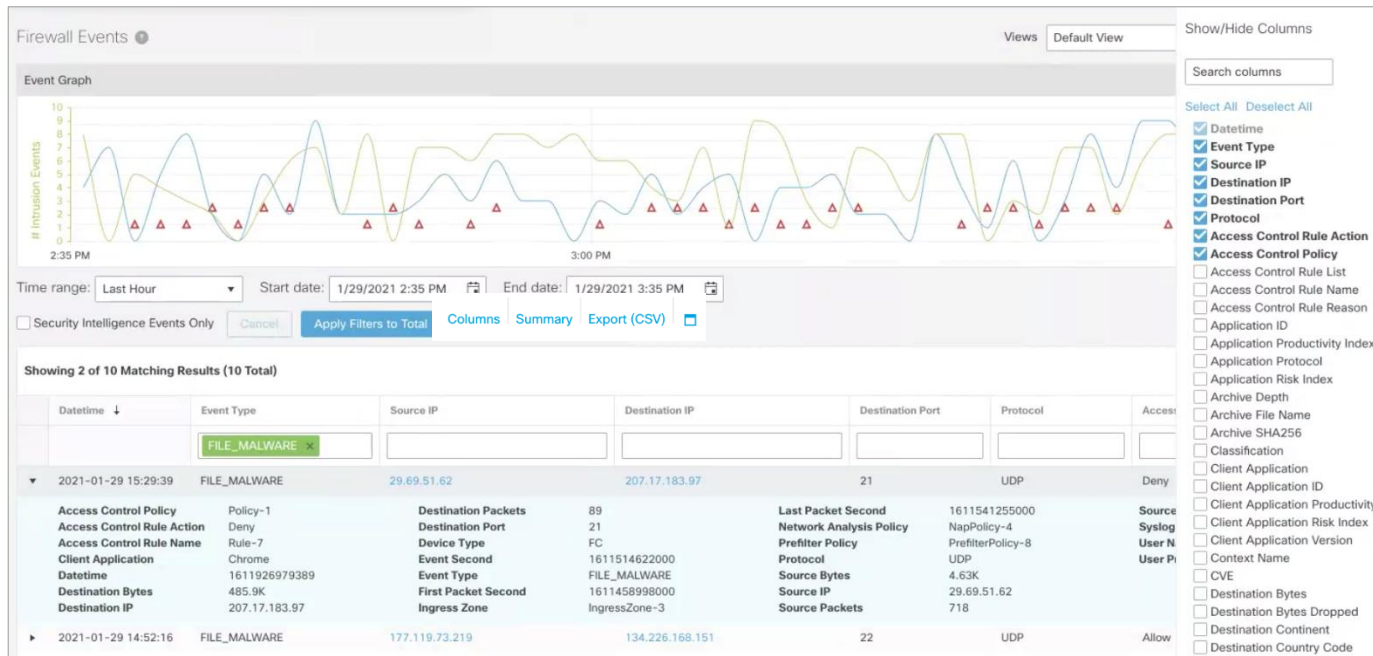 Firewall Events ?
Views Default View
Event Graph
# Intrusion Events
10
9
8
7
6
5
4
3
2
1
0
2:35 PM 3:00 PM
Time range: Last Hour Start date: 1/29/2021 2:35 PM End date: 1/29/2021 3:35 PM
Security Intelligence Events Only Cancel Apply Filters to Total Columns Summary Export (CSV)
Showing 2 of 10 Matching Results (10 Total)
Datetime ↓ Event Type Source IP Destination IP Destination Port Protocol Access
FILE_MALWARE ×
2021-01-29 15:29:39 FILE_MALWARE 29.69.51.62 207.17.183.97 21 UDP Deny
Access Control Policy Policy-1 Destination Packets 89 Last Packet Second 1611541255000 Source
Access Control Rule Action Deny Destination Port 21 Network Analysis Policy NapPolicy-4 Syslog
Access Control Rule Name Rule-7 Device Type FC Prefilter Policy PrefilterPolicy-8 User N
Client Application Chrome Event Second 1611514622000 Protocol UDP User P
Datetime 1611926979389 Event Type FILE_MALWARE Source Bytes 4.63K
Destination Bytes 485.9K First Packet Second 1611458998000 Source IP 29.69.51.62
Destination IP 207.17.183.97 Ingress Zone IngressZone-3 Source Packets 718
2021-01-29 14:52:16 FILE_MALWARE 177.119.73.219 134.226.168.151 22 UDP Allow
Show/Hide Columns
Search columns
Select All Deselect All
Datetime
Event Type
Source IP
Destination IP
Destination Port
Protocol
Access Control Rule Action
Access Control Policy
Access Control Rule List
Access Control Rule Name
Access Control Rule Reason
Application ID
Application Productivity Index
Application Protocol
Application Risk Index
Archive Depth
Archive File Name
Archive SHA256
Classification
Client Application
Client Application ID
Client Application Productivity
Client Application Risk Index
Client Application Version
Context Name
CVE
Destination Bytes
Destination Bytes Dropped
Destination Continent
Destination Country Code